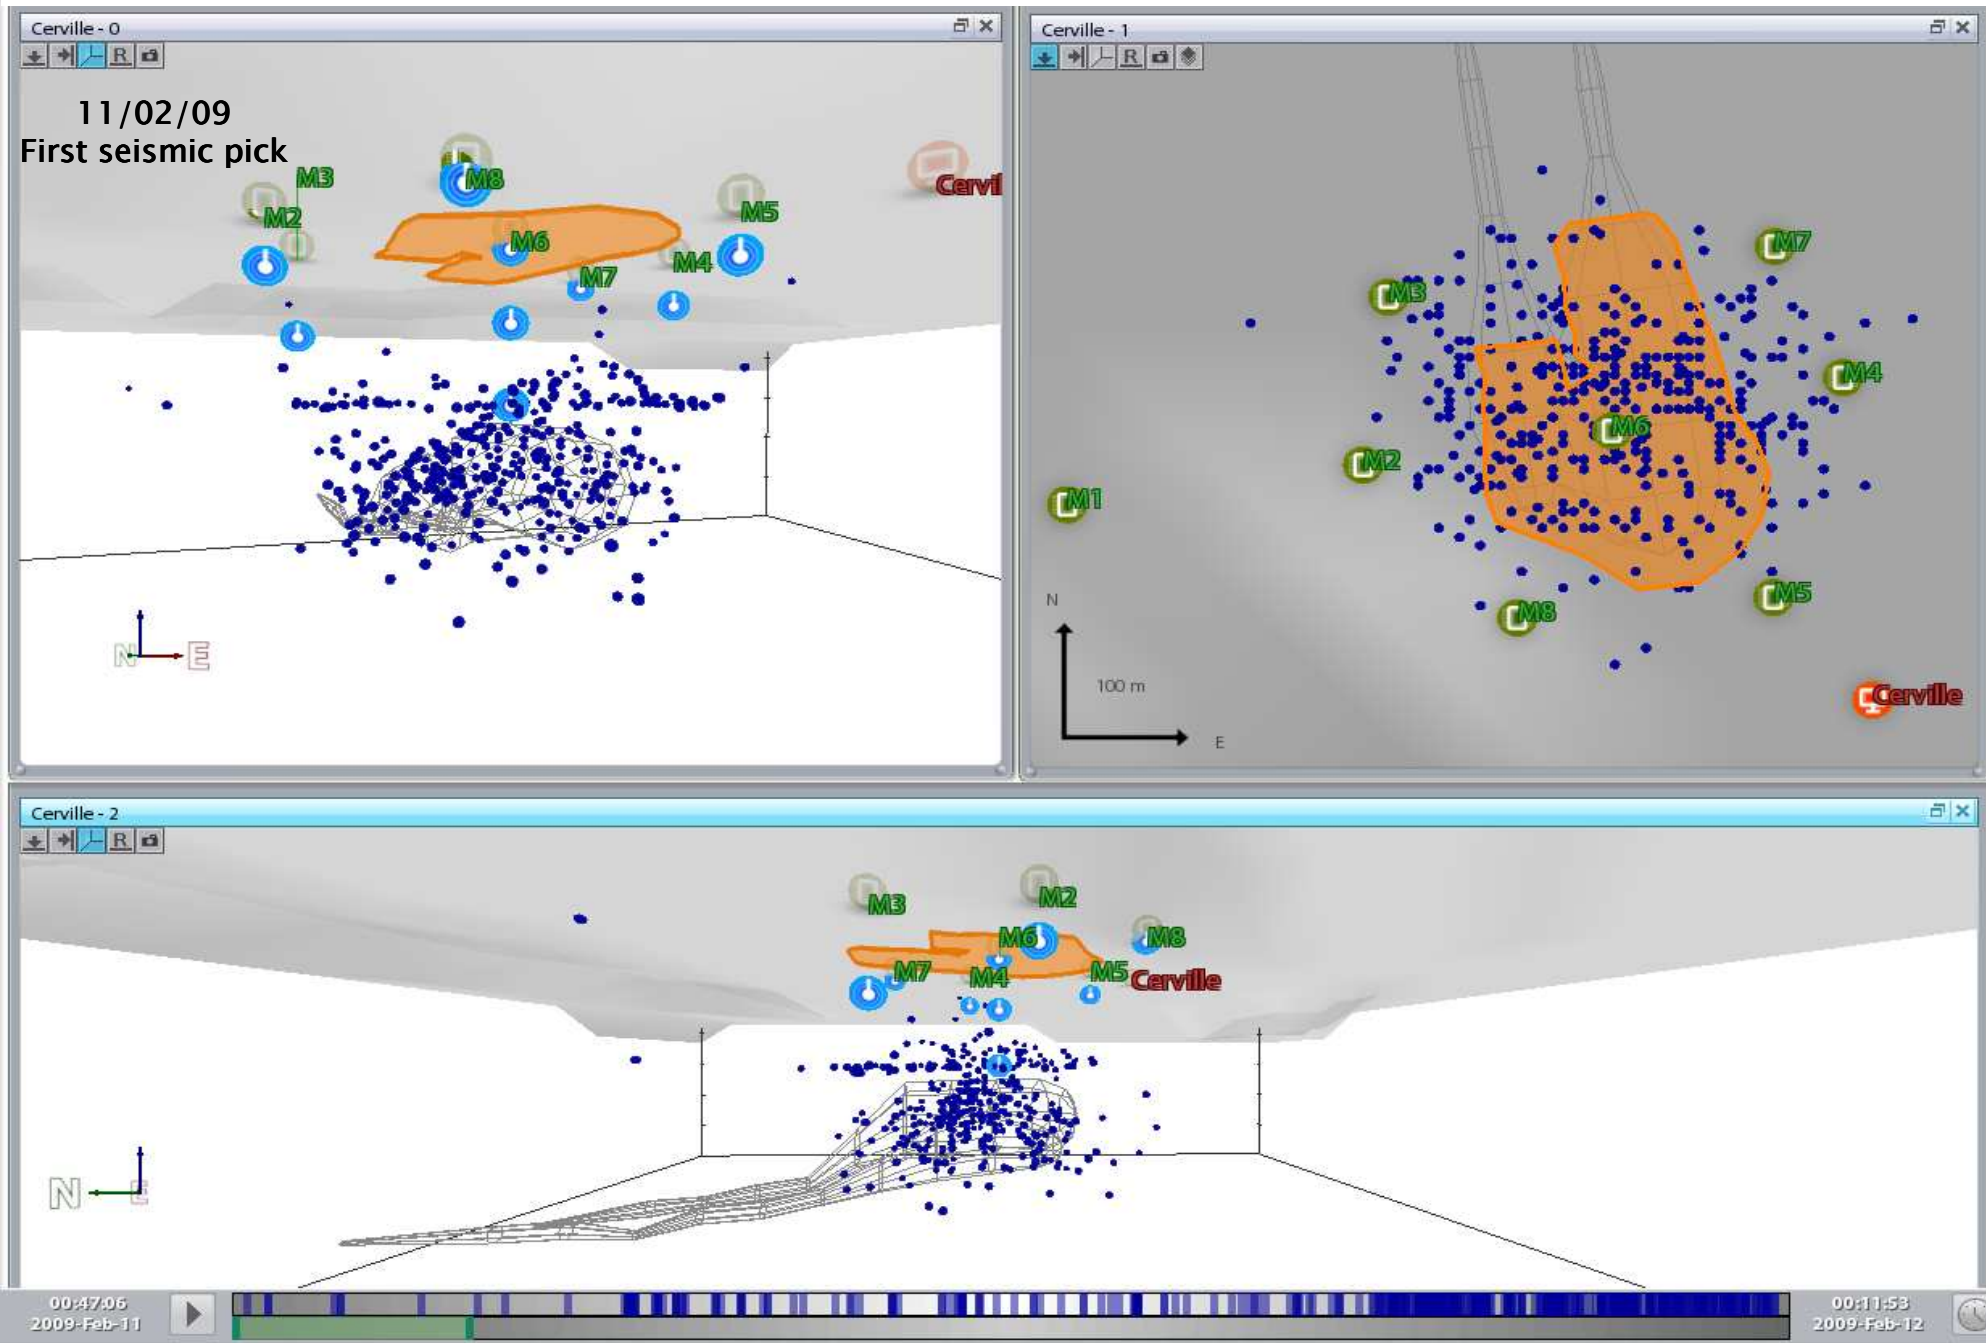 Cerville - 0
R
11/02/09
First seismic pick
M3
M8
M2
M5
Cervil
M6
M4
M7
N E
Cerville - 1
R
M7
M3
M4
M6
M2
M1
M5
M8
N
100 m
E
Cerville
Cerville - 2
R
M3
M2
M6
M8
M7
M4
M5
Cerville
N E
00:47:06
2009-Feb-11
00:11:53
2009-Feb-12